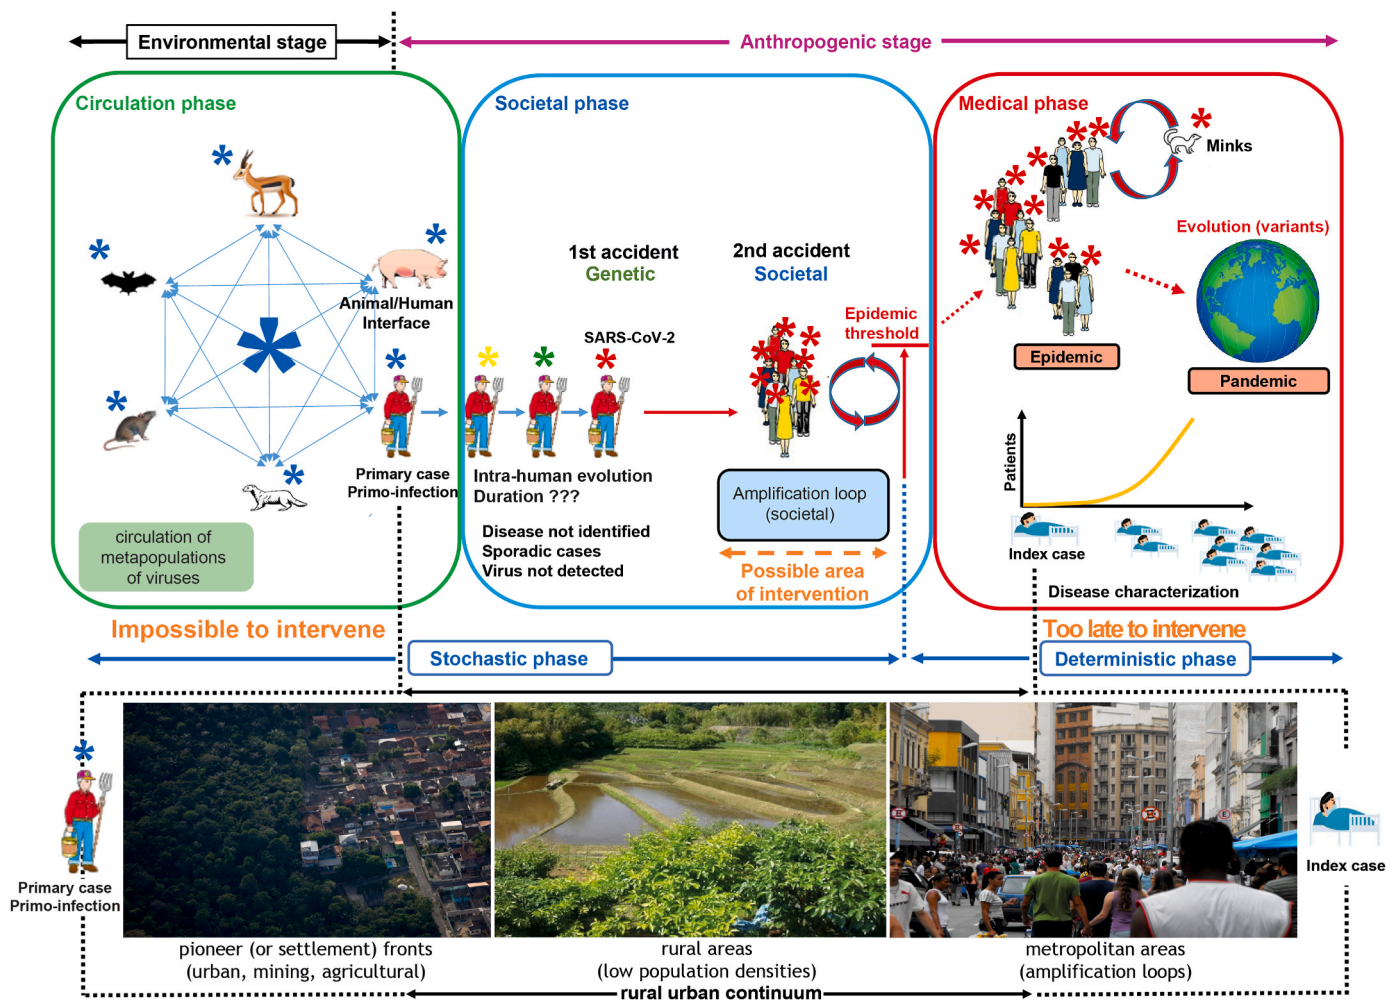 Environmental stage
Anthropogenic stage
Circulation phase
Societal phase
Medical phase
Minks
Evolution (variants)
1st accident
Genetic
2nd accident
Societal
Animal/Human
Interface
Epidemic
threshold
SARS-CoV-2
Epidemic
Pandemic
Primary case
Primo-infection
Intra-human evolution
Duration ???
Disease not identified
Sporadic cases
Virus not detected
Amplification loop
(societal)
Possible area
of intervention
Patients
Index case
Disease characterization
circulation of
metapopulations
of viruses
Impossible to intervene
Too late to intervene
Stochastic phase
Deterministic phase
Primary case
Primo-infection
Index case
pioneer (or settlement) fronts
(urban, mining, agricultural)
rural areas
(low population densities)
metropolitan areas
(amplification loops)
rural urban continuum